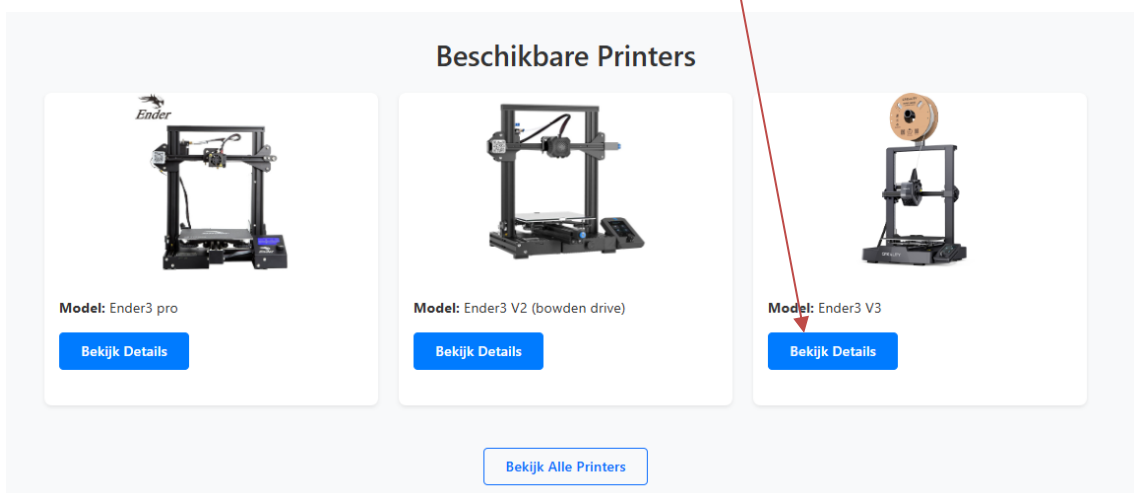 Beschikbare Printers
Ender
Model: Ender3 pro
Bekijk Details
Model: Ender3 V2 (bowden drive)
Bekijk Details
Model: Ender3 V3
Bekijk Details
Bekijk Alle Printers